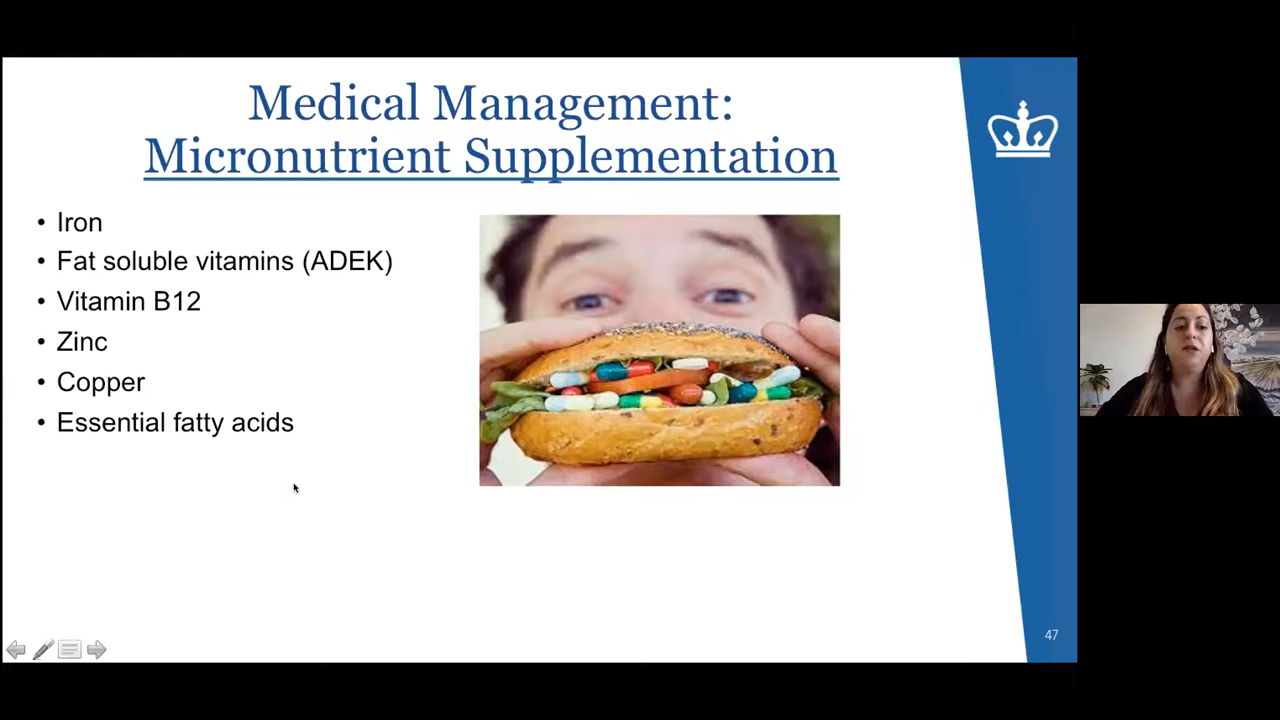 Medical Management:
Micronutrient Supplementation
• Iron
• Fat soluble vitamins (ADEK)
• Vitamin B12
• Zinc
• Copper
• Essential fatty acids
47